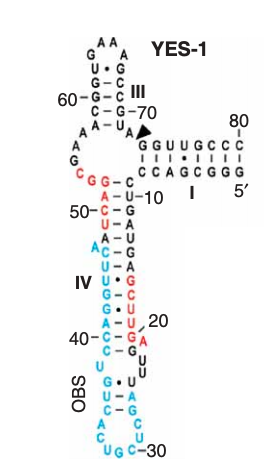 YES-1
A A
G A
U G
G C III
60 G C
C G 70
A U
A A 80
A G G U U G C C C
G C C A G C G G G
I 5′
C G G C
A U 10
50 C G
U A
A U
A C G
U A
IV U G
G C
G U
A U
40 C G 20
C G A
U U
U
OBS G U
U A
C G
A C
C U
U G C 30